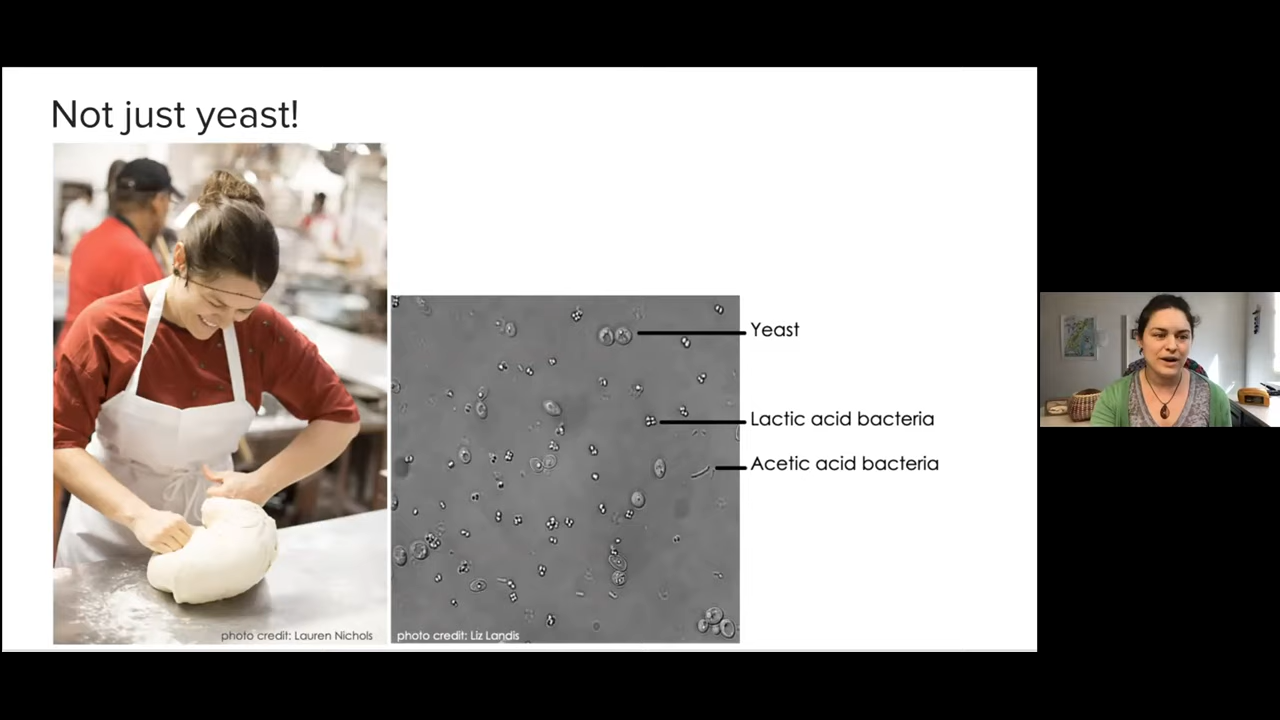 Not just yeast!
Yeast
Lactic acid bacteria
Acetic acid bacteria
photo credit: Lauren Nichols
photo credit: Liz Landis